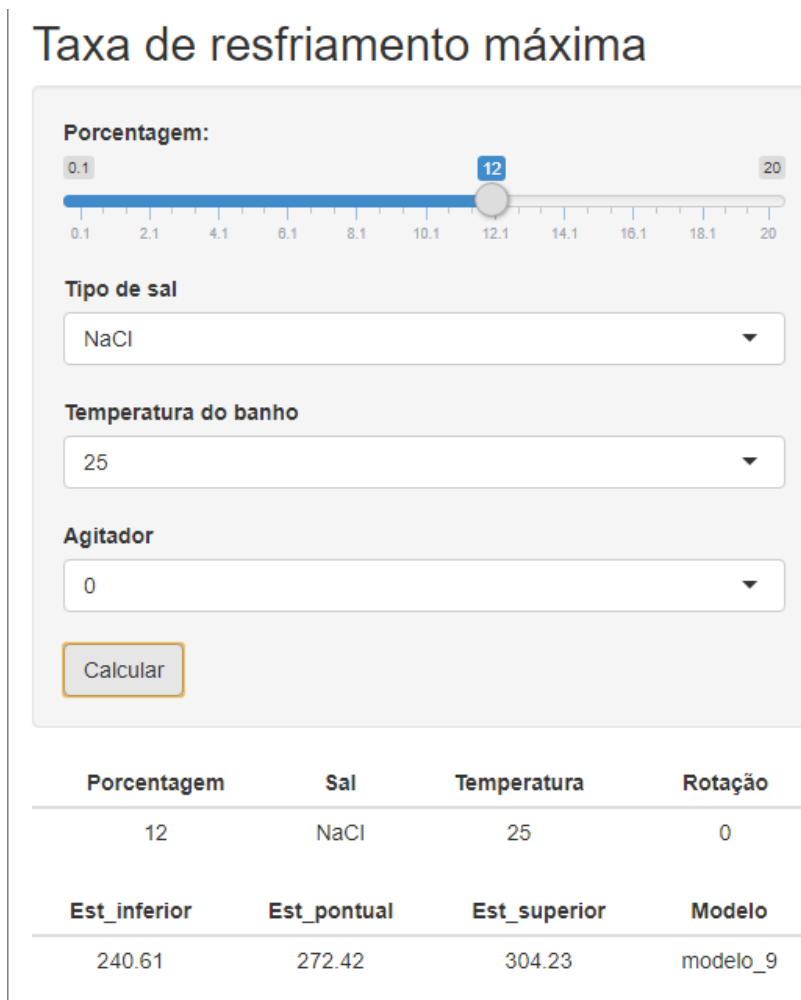 Taxa de resfriamento máxima
Porcentagem:
0.1 12 20
0.1 2.1 4.1 6.1 8.1 10.1 12.1 14.1 16.1 18.1 20
Tipo de sal
NaCl
Temperatura do banho
25
Agitador
0
Calcular
Porcentagem Sal Temperatura Rotação
12 NaCl 25 0
Est_inferior Est_pontual Est_superior Modelo
240.61 272.42 304.23 modelo_9